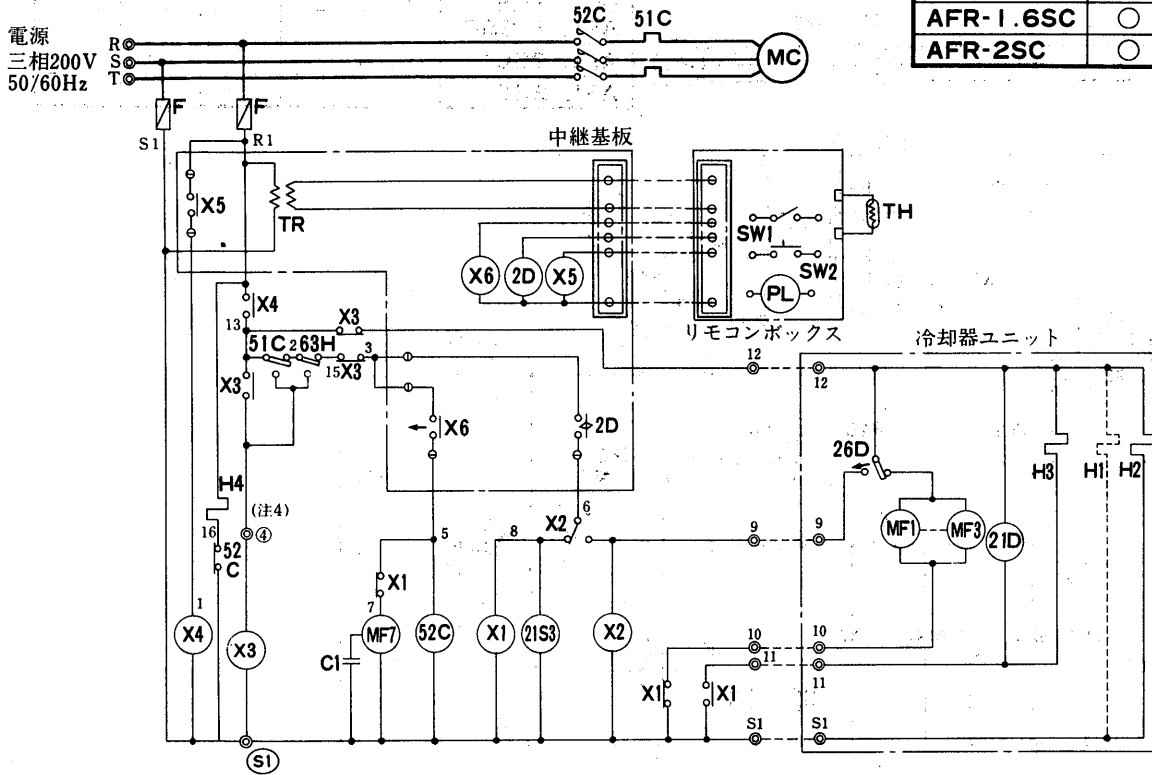 電源
三相200V
50/60Hz
R
S
T
52C
51C
MC
AFR-1.6SC ○
AFR-2SC ○
F
F
S1
R1
中継基板
X5
TR
X6
2D
X5
SW1
SW2
PL
TH
リモコンボックス
冷却器ユニット
X4
13
X3
51C
2
63H
15
X3
3
X3
12
12
X6
2D
26D
H4
H3
H1
H2
(注4)
④
16
52
C
5
8
X2
6
9
9
MF1
MF3
21D
1
X1
7
X4
X3
C1
MF7
52C
X1
21S3
X2
10
10
11
11
X1
X1
S1
S1
S1